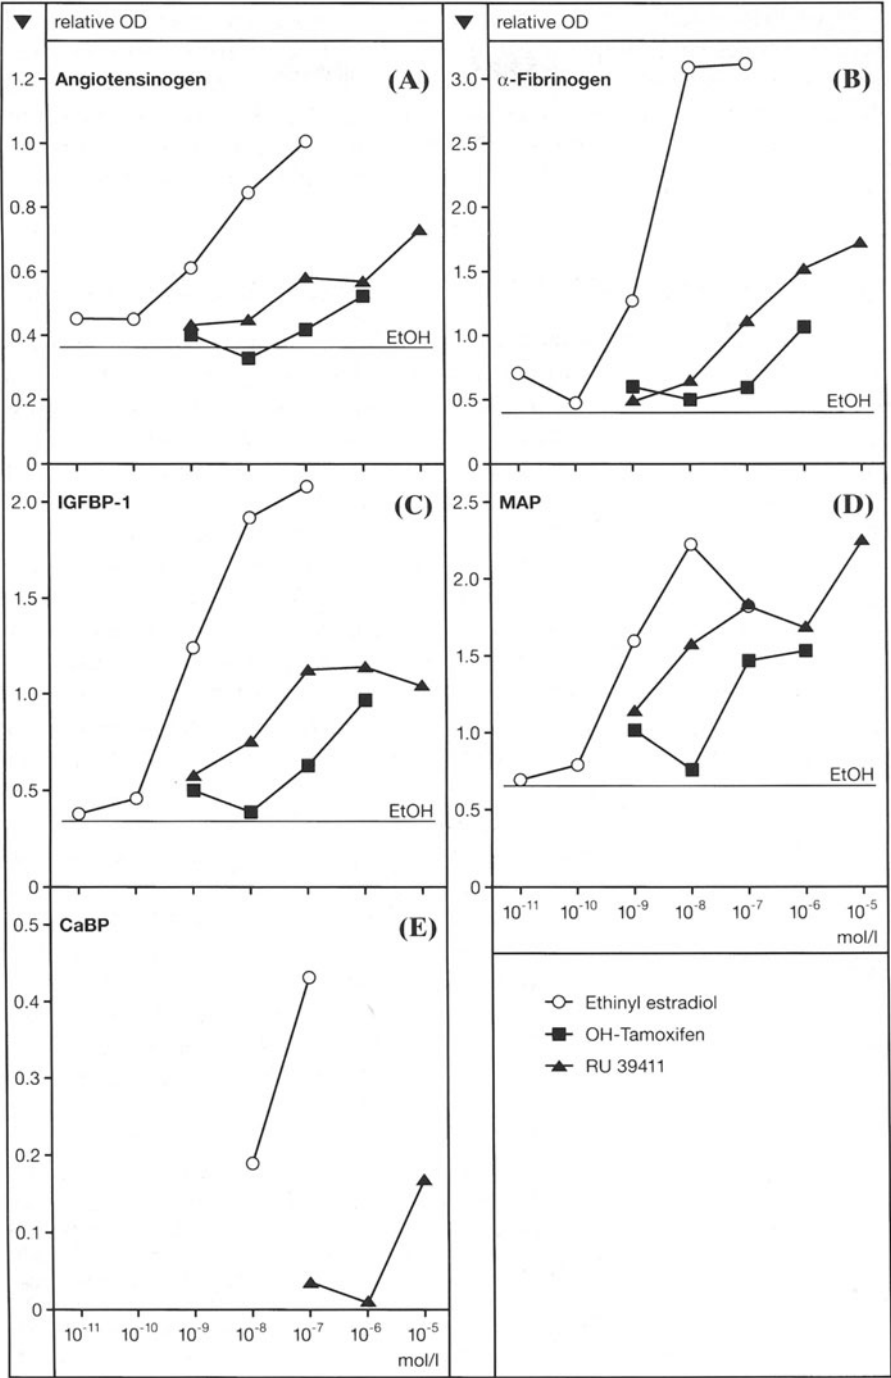 ▼ relative OD
▼ relative OD
Angiotensinogen (A)
1.2
1.0
0.8
0.6
0.4
0.2
0
EtOH
α-Fibrinogen (B)
3.0
2.5
2.0
1.5
1.0
0.5
0
EtOH
IGFBP-1 (C)
2.0
1.5
1.0
0.5
0
EtOH
MAP (D)
2.5
2.0
1.5
1.0
0.5
0
EtOH
10⁻¹¹ 10⁻¹⁰ 10⁻⁹ 10⁻⁸ 10⁻⁷ 10⁻⁶ 10⁻⁵
mol/l
CaBP (E)
0.5
0.4
0.3
0.2
0.1
0
10⁻¹¹ 10⁻¹⁰ 10⁻⁹ 10⁻⁸ 10⁻⁷ 10⁻⁶ 10⁻⁵
mol/l
Ethinyl estradiol
OH-Tamoxifen
RU 39411